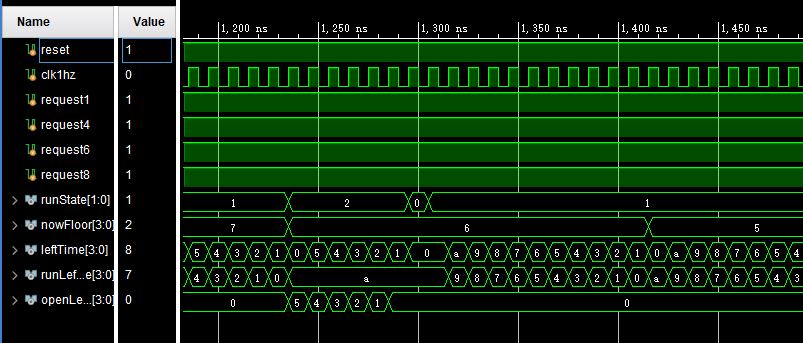 Name Value 1,200 ns 1,250 ns 1,300 ns 1,350 ns 1,400 ns 1,450 ns
reset 1
clk1hz 0
request1 1
request4 1
request6 1
request8 1
runState[1:0] 1 1 2 0 1
nowFloor[3:0] 2 7 6 5
leftTime[3:0] 8 5 4 3 2 1 0 5 4 3 2 1 0 a 9 8 7 6 5 4 3 2 1 0 a 9 8 7 6 5 4
runLef...e[3:0] 7 4 3 2 1 0 a 9 8 7 6 5 4 3 2 1 0 a 9 8 7 6 5 4 3
openLe...[3:0] 0 0 5 4 3 2 1 0